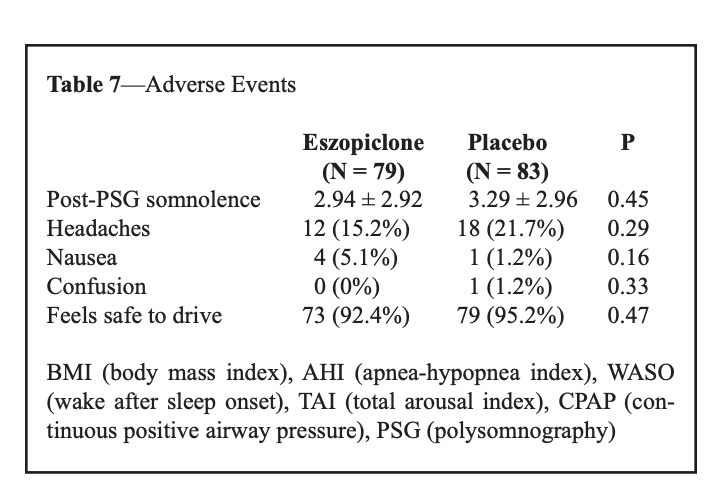 Table 7—Adverse Events
Eszopiclone Placebo P
(N = 79) (N = 83)
Post-PSG somnolence 2.94 ± 2.92 3.29 ± 2.96 0.45
Headaches 12 (15.2%) 18 (21.7%) 0.29
Nausea 4 (5.1%) 1 (1.2%) 0.16
Confusion 0 (0%) 1 (1.2%) 0.33
Feels safe to drive 73 (92.4%) 79 (95.2%) 0.47
BMI (body mass index), AHI (apnea-hypopnea index), WASO
(wake after sleep onset), TAI (total arousal index), CPAP (con-
tinuous positive airway pressure), PSG (polysomnography)